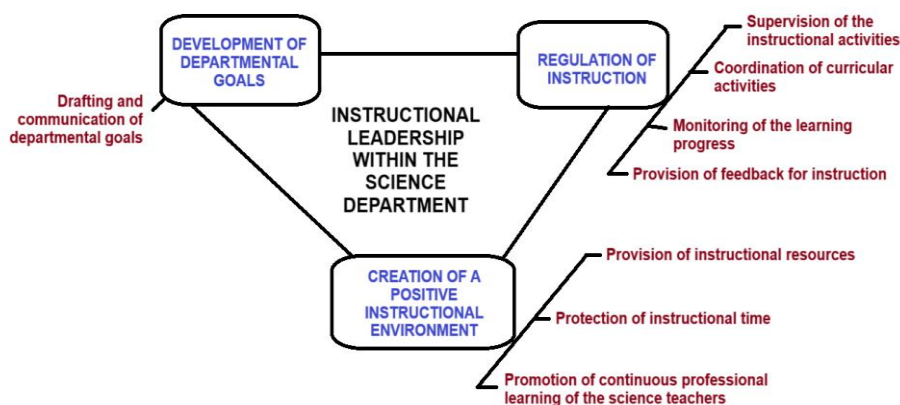 DEVELOPMENT OF
DEPARTMENTAL
GOALS
Drafting and
communication of
departmental goals
INSTRUCTIONAL
LEADERSHIP
WITHIN THE
SCIENCE
DEPARTMENT
REGULATION OF
INSTRUCTION
Supervision of the
instructional activities
Coordination of curricular
activities
Monitoring of the learning
progress
Provision of feedback for instruction
CREATION OF A
POSITIVE
INSTRUCTIONAL
ENVIRONMENT
Provision of instructional resources
Protection of instructional time
Promotion of continuous professional
learning of the science teachers